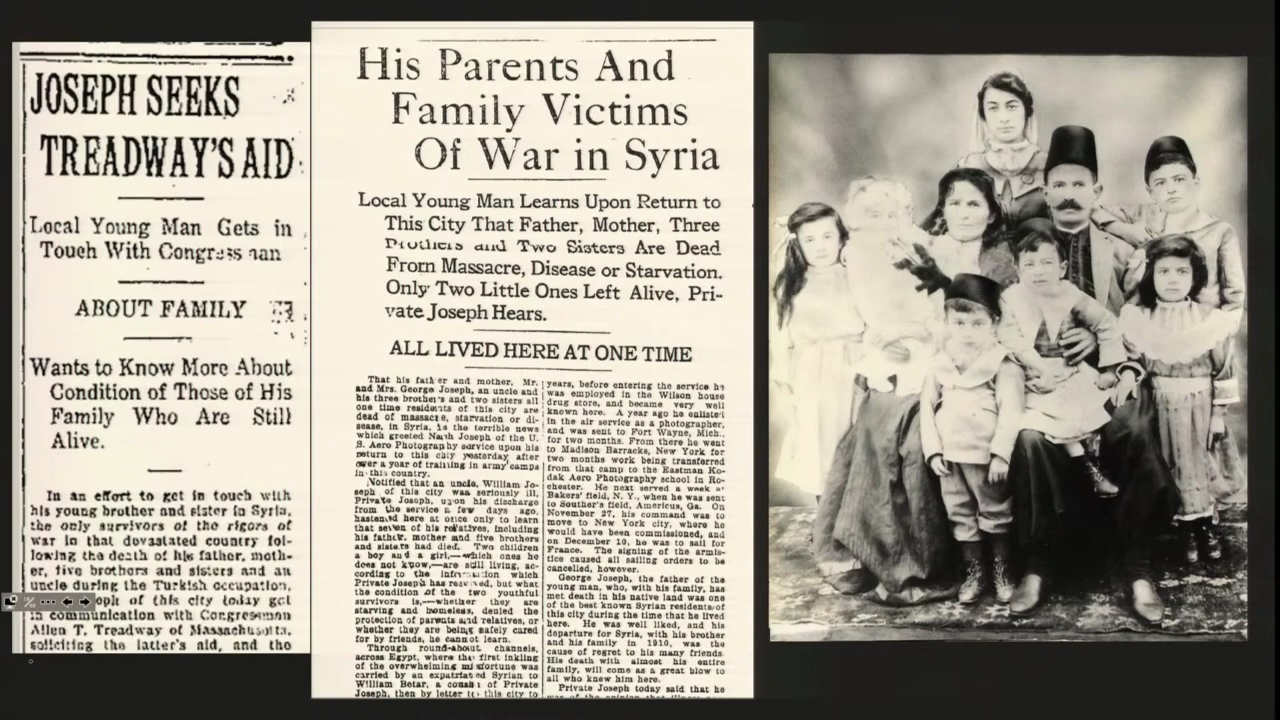 JOSEPH SEEKS
TREADWAY'S AID
Local Young Man Gets in
Touch With Congressman
ABOUT FAMILY
Wants to Know More About
Condition of Those of His
Family Who Are Still
Alive.
In an effort to get in touch with
his young brother and sister in Syria,
the only survivors of the rigors of
war in that devastated country fol-
lowing the death of his father, moth-
er, five brothers and sisters and an
uncle during the Turkish occupation,
of this city today got
in communication with Congressman
Allen T. Treadway of Massachusetts,
soliciting the latter's aid, and the
His Parents And
Family Victims
Of War in Syria
Local Young Man Learns Upon Return to
This City That Father, Mother, Three
Brothers and Two Sisters Are Dead
From Massacre, Disease or Starvation.
Only Two Little Ones Left Alive, Pri-
vate Joseph Hears.
ALL LIVED HERE AT ONE TIME
That his father and mother, Mr.
and Mrs. George Joseph, an uncle and
his three brothers and two sisters all
one time residents of this city are
dead of massacre, starvation or di-
sease, in Syria, is the terrible news
which greeted Joseph of the U.
S. Aero Photography service upon his
return to this city yesterday after
over a year of training in army camps
in this country.
Notified that an uncle, William Jo-
seph of this city was seriously ill,
Private Joseph, upon his discharge
from the service a few days ago,
hastened here at once only to learn
that seven of his relatives, including
his father, mother and five brothers
and sisters had died. Two children
a boy and a girl,—which ones he
does not know,—are still living, ac-
cording to the information which
Private Joseph has received, but what
the condition of the two youthful
survivors is,—whether they are
starving and homeless, denied the
protection of parents and relatives, or
whether they are being safely cared
for by friends, he cannot learn.
Through round-about channels,
across Egypt, where the first inkling
of the overwhelming misfortune was
carried by an expatriated Syrian to
William Betar, a cousin of Private
Joseph, then by letter to this city to
years, before entering the service he
was employed in the Wilson house
drug store, and became very well
known here. A year ago he enlisted
in the air service as a photographer,
and was sent to Fort Wayne, Mich.,
for two months. From there he went
to Madison Barracks, New York for
two months work being transferred
from that camp to the Eastman Ko-
dak Aero Photography school in Ro-
chester. He next served a week at
Bakers' field, N. Y., when he was sent
to Souther's field, Americus, Ga. On
November 27, his command was to
move to New York city, where he
would have been commissioned, and
on December 10, he was to sail for
France. The signing of the armis-
tice caused all sailing orders to be
cancelled, however.
George Joseph, the father of the
young man, who, with his family, has
met death in his native land was one
of the best known Syrian residents of
this city during the time that he lived
here. He was well liked, and his
departure for Syria, with his brother
and his family in 1910, was the
cause of regret to his many friends.
His death with almost his entire
family, will come as a great blow to
all who knew him here.
Private Joseph today said that he